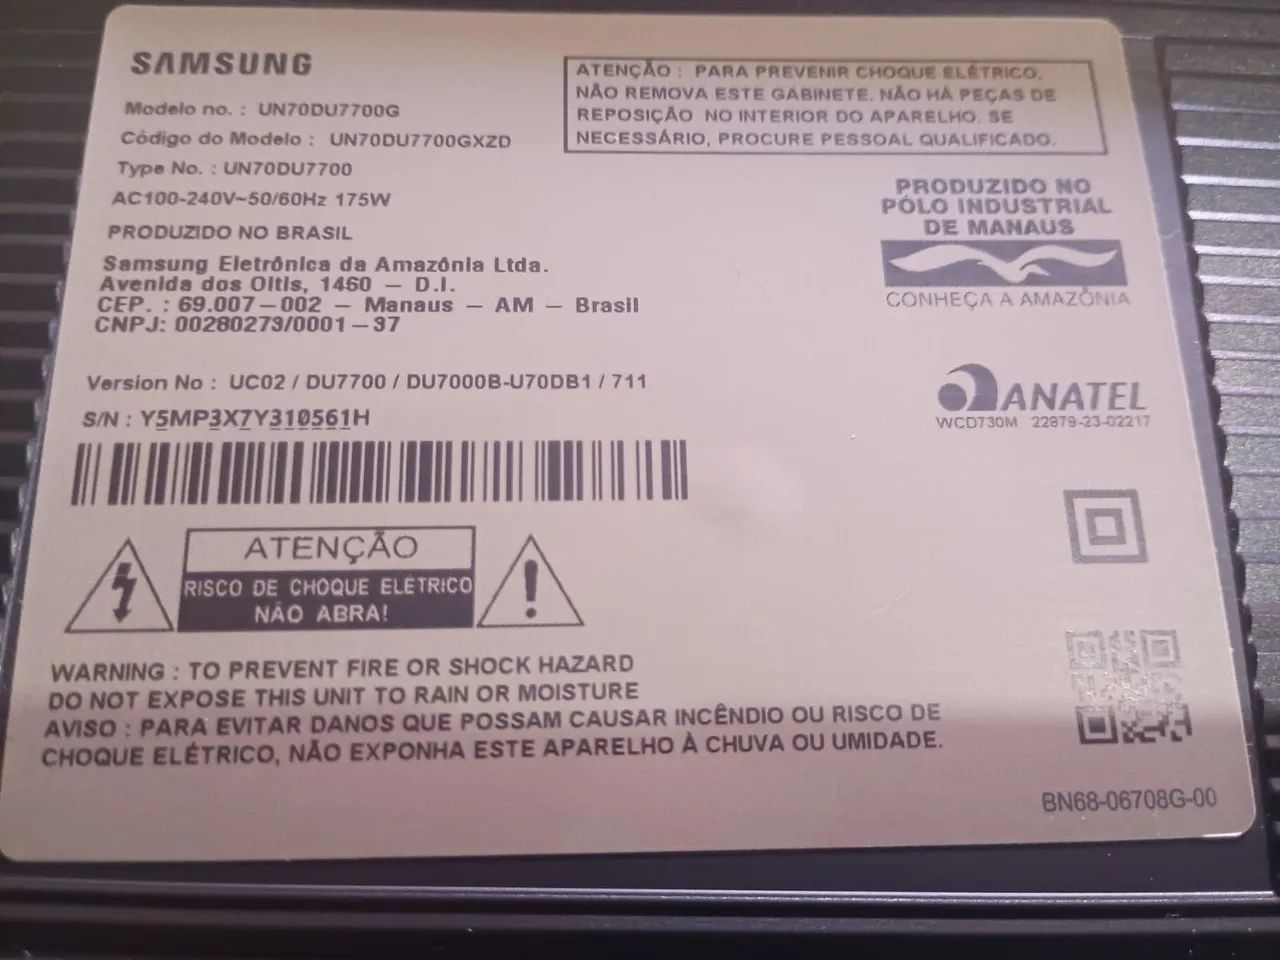 SAMSUNG
Modelo no. : UN70DU7700G
Código do Modelo : UN70DU7700GXZD
Type No. : UN70DU7700
AC100-240V~50/60Hz 175W
PRODUZIDO NO BRASIL
Samsung Eletrônica da Amazônia Ltda.
Avenida dos Oitis, 1460 – D.I.
CEP. : 69.007–002 – Manaus – AM – Brasil
CNPJ: 00280273/0001–37
ATENÇÃO : PARA PREVENIR CHOQUE ELÉTRICO,
NÃO REMOVA ESTE GABINETE. NÃO HÁ PEÇAS DE
REPOSIÇÃO NO INTERIOR DO APARELHO. SE
NECESSÁRIO, PROCURE PESSOAL QUALIFICADO.
PRODUZIDO NO
PÓLO INDUSTRIAL
DE MANAUS
CONHEÇA A AMAZÔNIA
Version No : UC02 / DU7700 / DU7000B-U70DB1 / 711
S/N : Y5MP3X7Y310561H
ANATEL
WCD730M 22879-23-02217
ATENÇÃO
RISCO DE CHOQUE ELÉTRICO
NÃO ABRA!
WARNING : TO PREVENT FIRE OR SHOCK HAZARD
DO NOT EXPOSE THIS UNIT TO RAIN OR MOISTURE
AVISO : PARA EVITAR DANOS QUE POSSAM CAUSAR INCÊNDIO OU RISCO DE
CHOQUE ELÉTRICO, NÃO EXPONHA ESTE APARELHO À CHUVA OU UMIDADE.
BN68-06708G-00